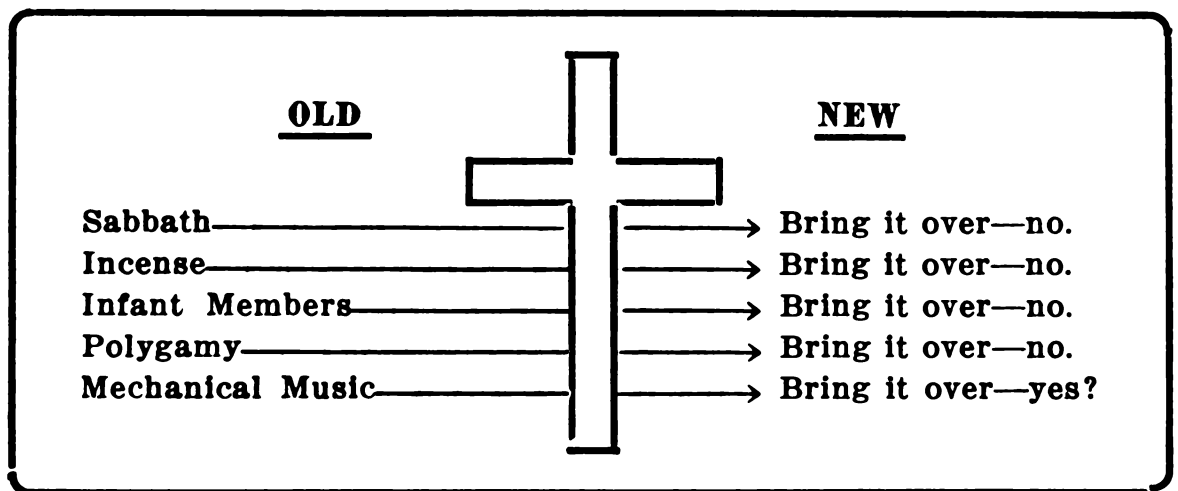 OLD NEW
Sabbath Bring it over—no.
Incense Bring it over—no.
Infant Members Bring it over—no.
Polygamy Bring it over—no.
Mechanical Music Bring it over—yes?